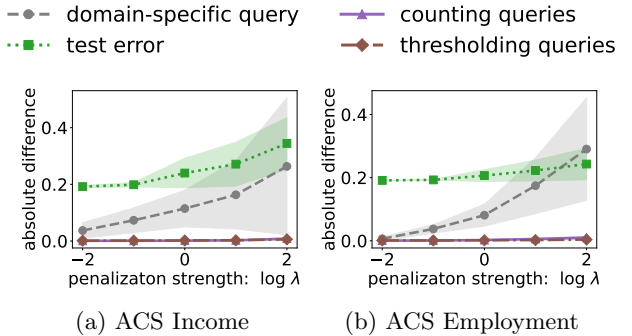 domain-specific query
counting queries
test error
thresholding queries
absolute difference
0.4
0.2
0.0
−2
0
2
penalizaton strength: log λ
(a) ACS Income
absolute difference
0.4
0.2
0.0
−2
0
2
penalizaton strength: log λ
(b) ACS Employment